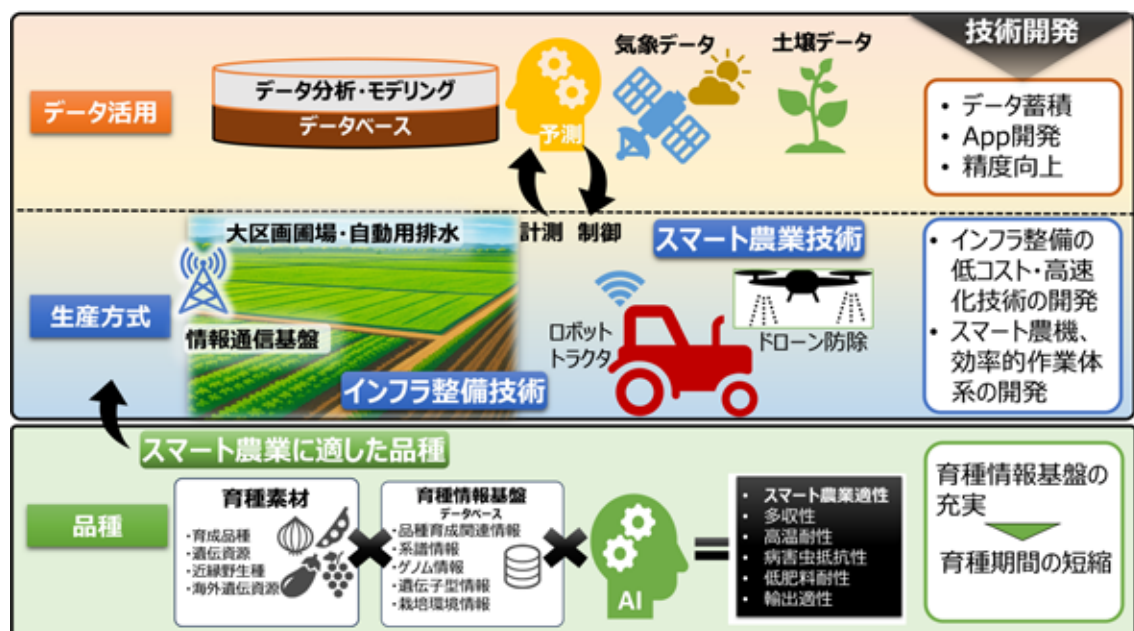 技術開発
データ活用
データ分析・モデリング
データベース
予測
気象データ
土壌データ
• データ蓄積
• App開発
• 精度向上
生産方式
大区画圃場・自動用排水
計測 制御
スマート農業技術
情報通信基盤
インフラ整備技術
ロボット
トラクタ
ドローン防除
• インフラ整備の
低コスト・高速
化技術の開発
• スマート農機、
効率的作業体
系の開発
スマート農業に適した品種
品種
育種素材
・育成品種
・遺伝資源
・近縁野生種
・海外遺伝資源
育種情報基盤
データベース
・品種育成関連情報
・系譜情報
・ゲノム情報
・遺伝子型情報
・栽培環境情報
AI
• スマート農業適性
• 多収性
• 高温耐性
• 病害虫抵抗性
• 低肥料耐性
• 輸出適性
育種情報基盤の
充実
育種期間の短縮